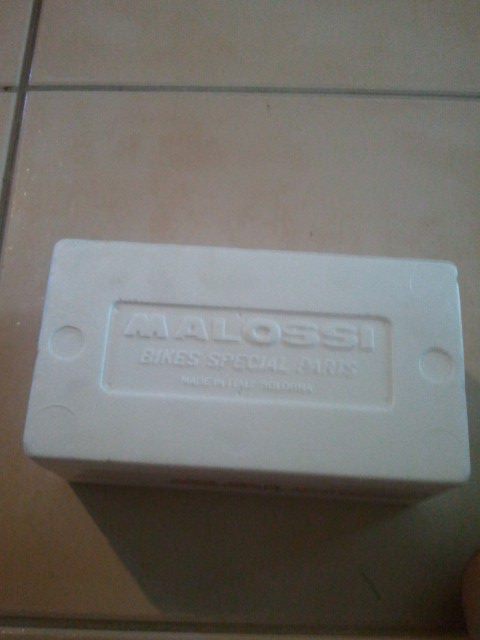 MALOSSI
BIKES SPECIAL PARTS
MADE IN ITALY BOLOGNA